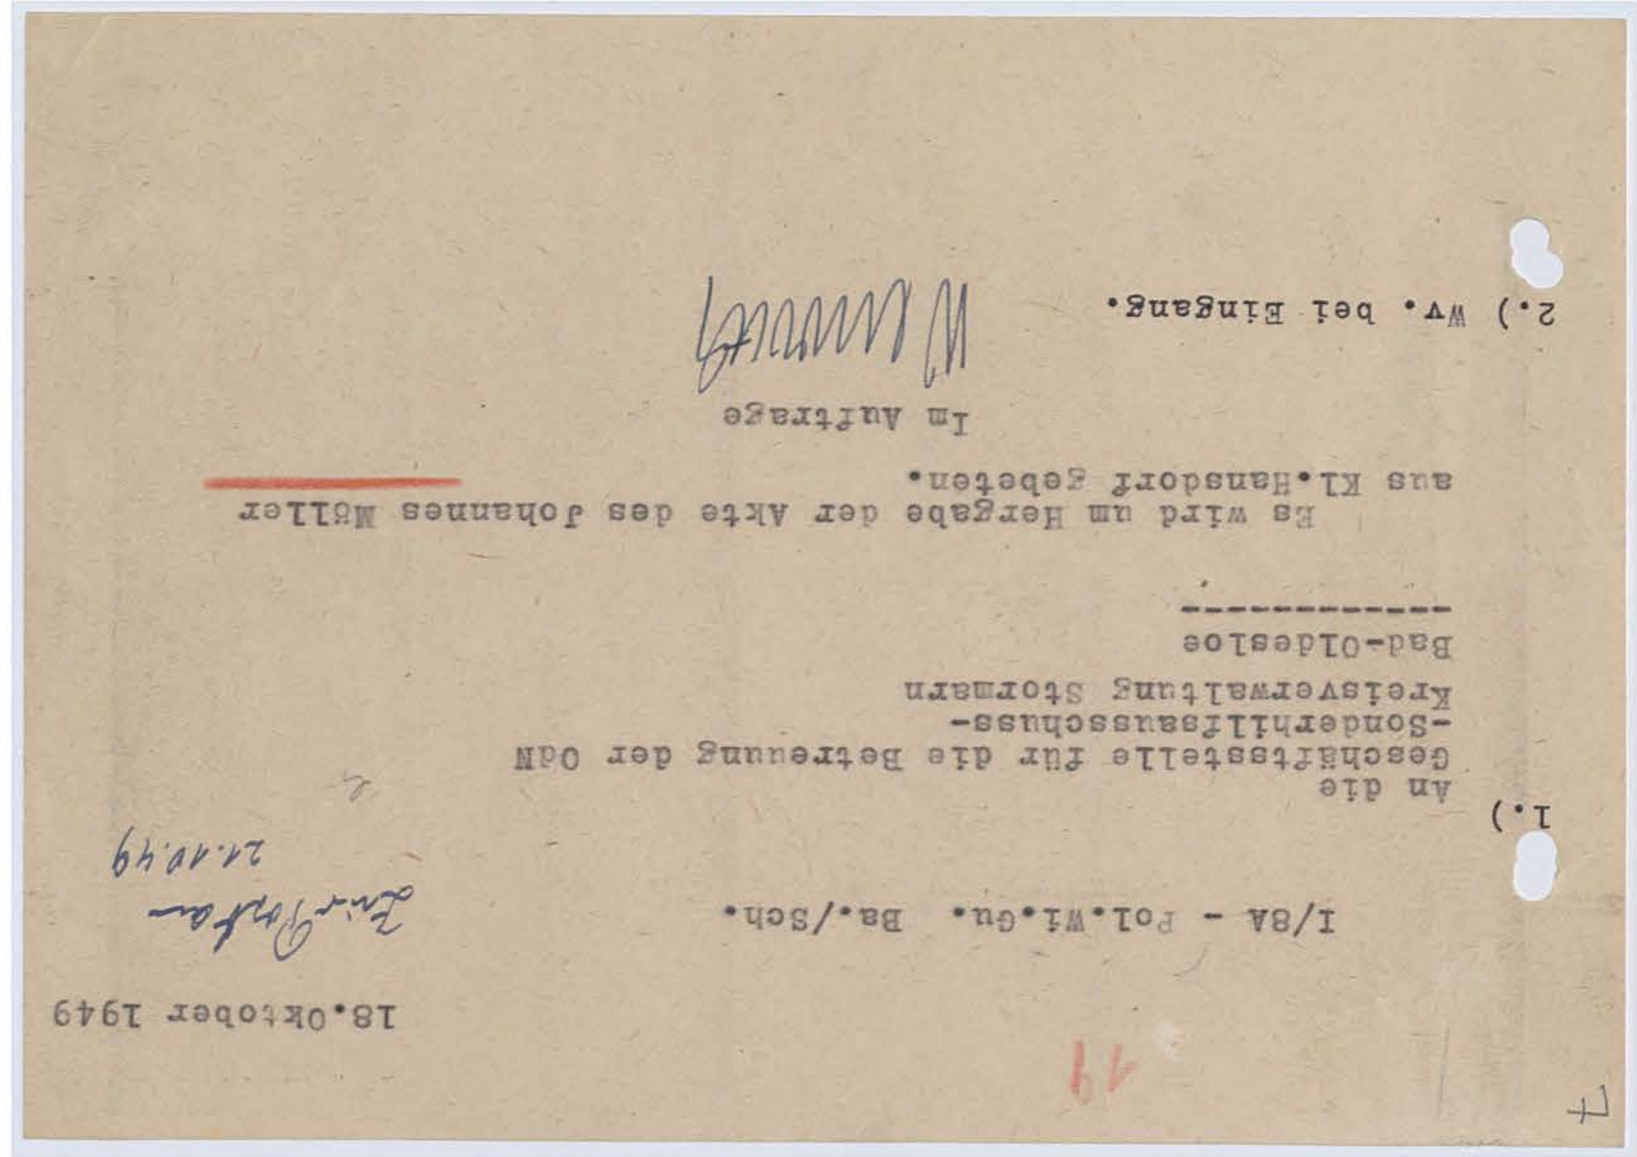 7
19
18.Oktober 1949
I/8A - Pol.Wi.Gu. Ba./Sch.
21.10.49
1.)
An die
Geschäftsstelle für die Betreuung der OdN
-Sonderhilfsausschuss-
Kreisverwaltung Stormarn
Bad-Oldesloe
-------------
Es wird um Hergabe der Akte des Johannes Möller
aus Kl.Hansdorf gebeten.
Im Auftrage
2.) Wv. bei Eingang.